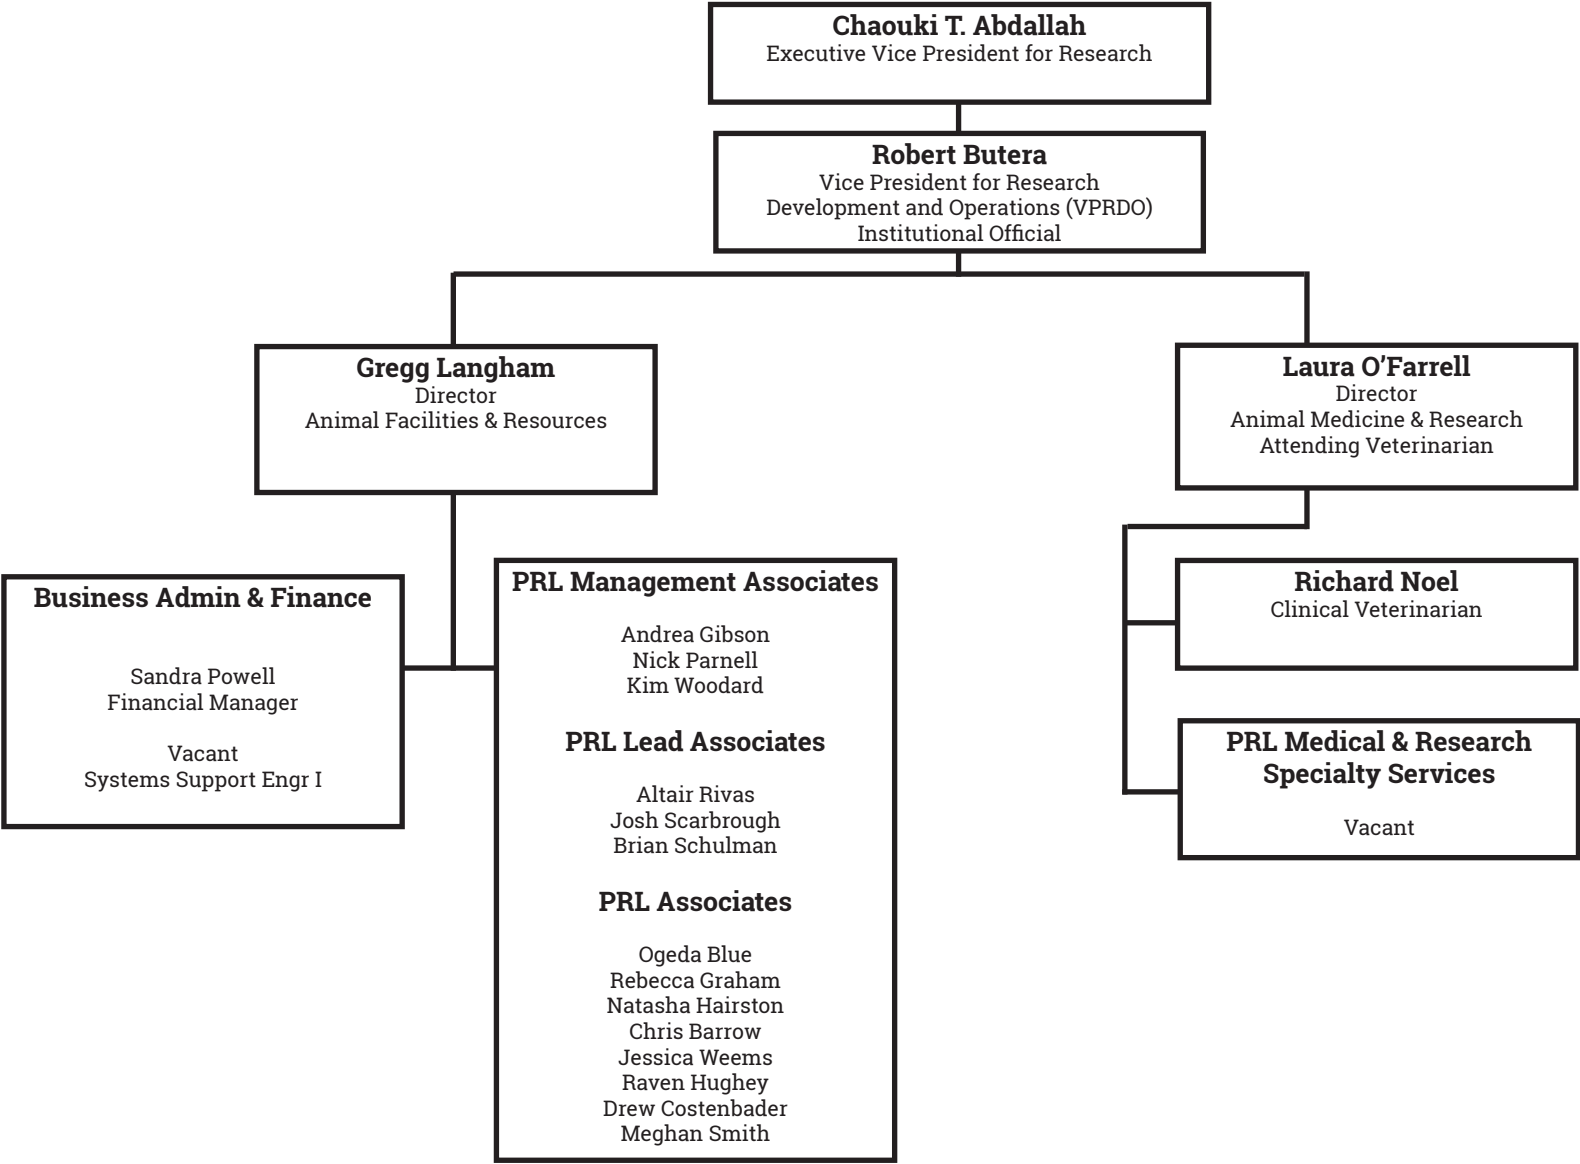 Chaouki T. Abdallah
Executive Vice President for Research
Robert Butera
Vice President for Research
Development and Operations (VPRDO)
Institutional Official
Gregg Langham
Director
Animal Facilities & Resources
Laura O’Farrell
Director
Animal Medicine & Research
Attending Veterinarian
Business Admin & Finance
Sandra Powell
Financial Manager
Vacant
Systems Support Engr I
PRL Management Associates
Andrea Gibson
Nick Parnell
Kim Woodard
PRL Lead Associates
Altair Rivas
Josh Scarbrough
Brian Schulman
PRL Associates
Ogeda Blue
Rebecca Graham
Natasha Hairston
Chris Barrow
Jessica Weems
Raven Hughey
Drew Costenbader
Meghan Smith
Richard Noel
Clinical Veterinarian
PRL Medical & Research
Specialty Services
Vacant